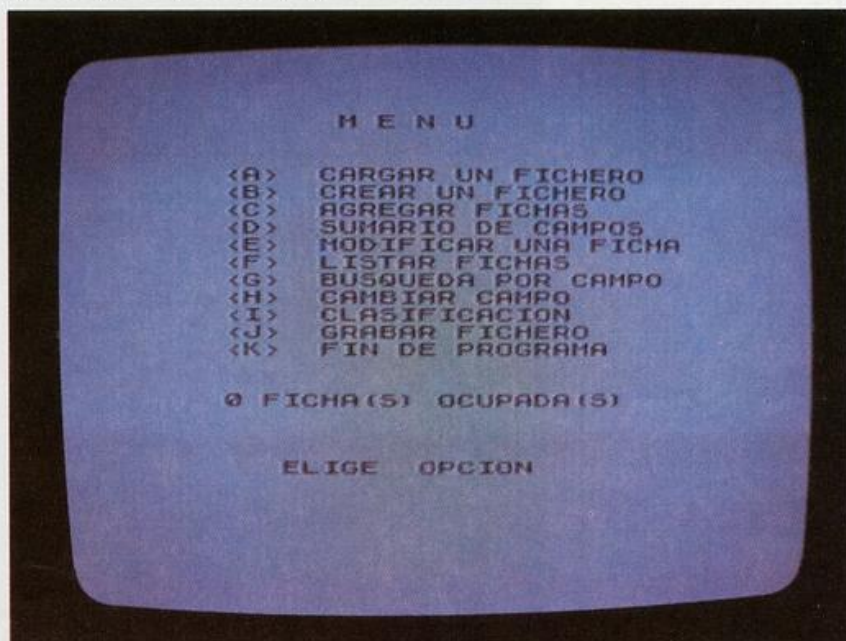 M E N U
<A> CARGAR UN FICHERO
<B> CREAR UN FICHERO
<C> AGREGAR FICHAS
<D> SUMARIO DE CAMPOS
<E> MODIFICAR UNA FICHA
<F> LISTAR FICHAS
<G> BUSQUEDA POR CAMPO
<H> CAMBIAR CAMPO
<I> CLASIFICACION
<J> GRABAR FICHERO
<K> FIN DE PROGRAMA
0 FICHA(S) OCUPADA(S)
ELIGE OPCION